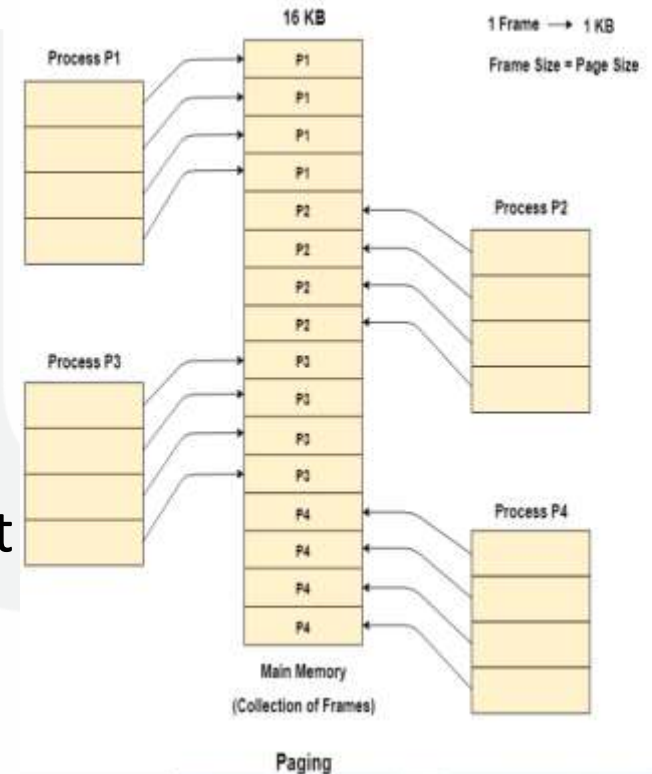 16 KB
1 Frame → 1 KB
Frame Size = Page Size
Process P1
P1
P1
P1
P1
Process P2
P2
P2
P2
P2
Process P3
P3
P3
P3
P3
t
Process P4
P4
P4
P4
P4
Main Memory
(Collection of Frames)
Paging